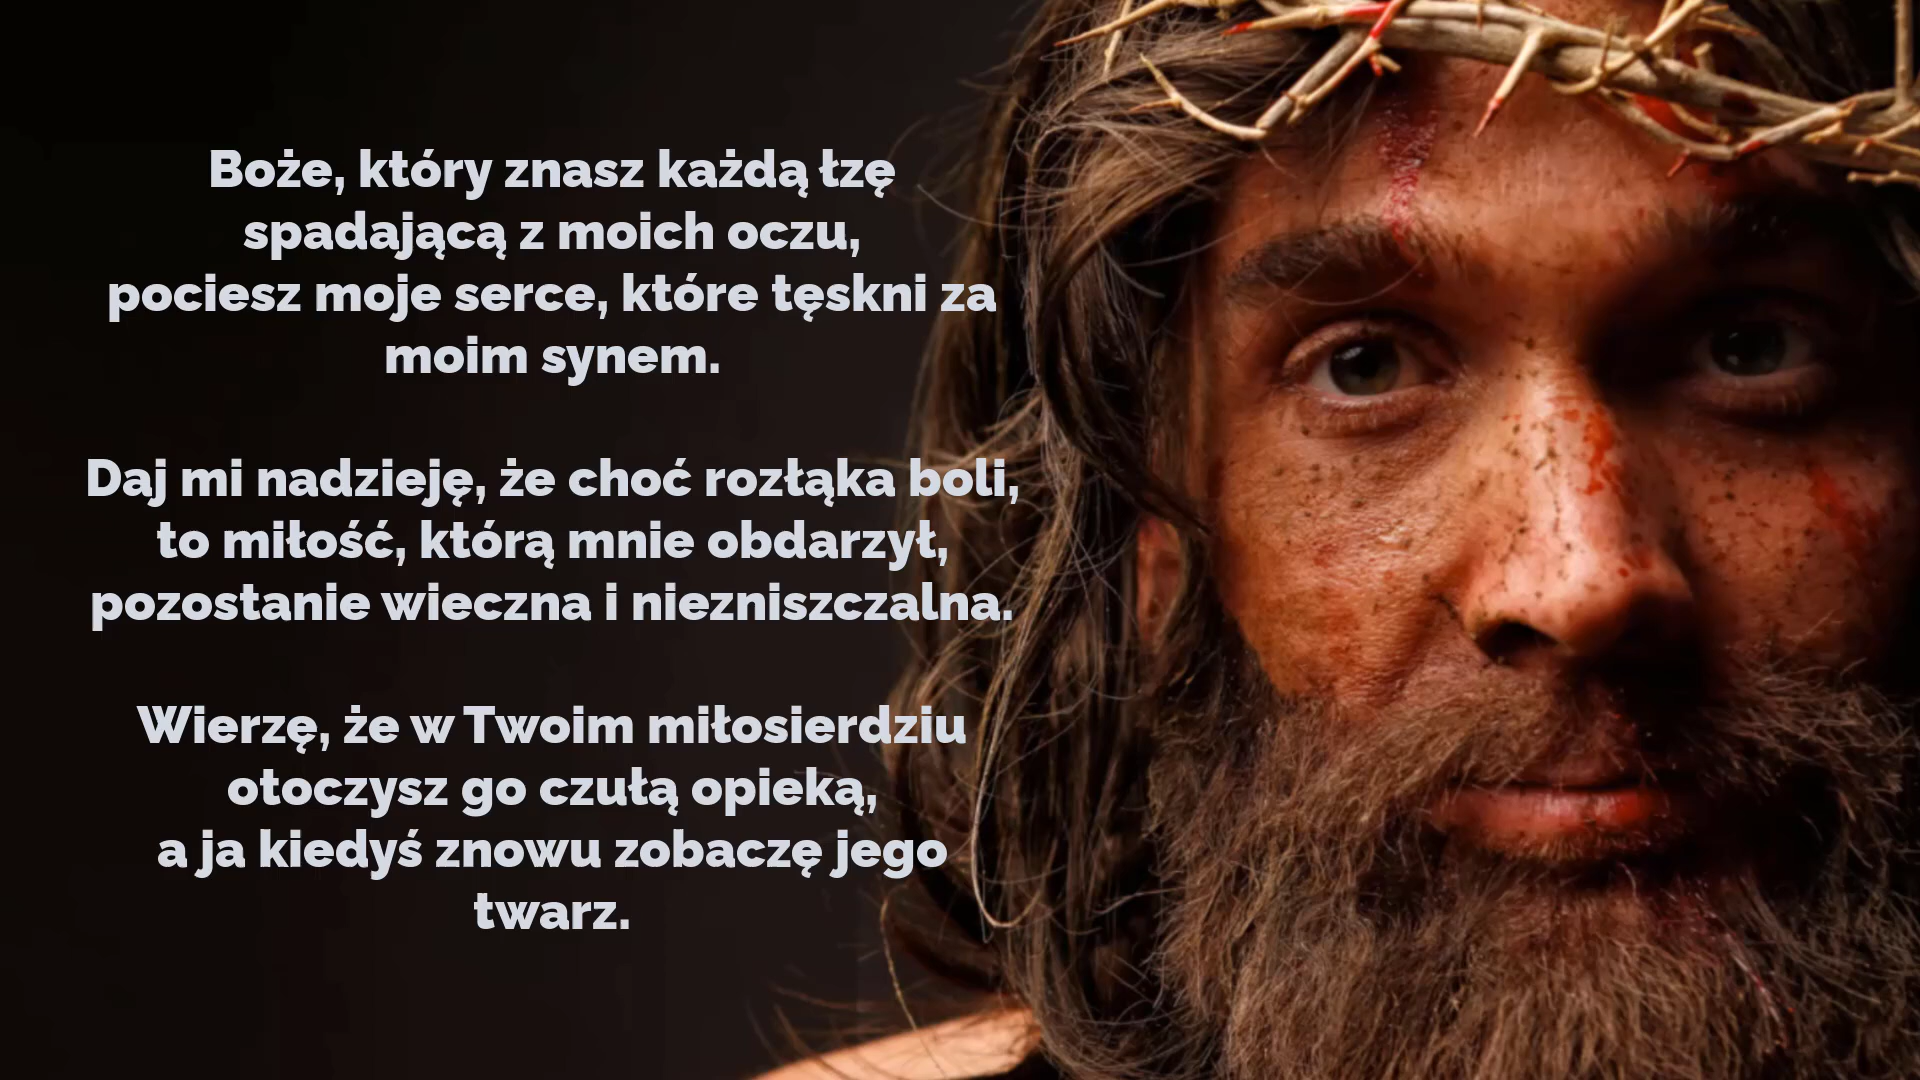 Boże, który znasz każdą łzę
spadającą z moich oczu,
pociesz moje serce, które tęskni za
moim synem.
Daj mi nadzieję, że choć rozłąka boli,
to miłość, którą mnie obdarzył,
pozostanie wieczna i niezniszczalna.
Wierzę, że w Twoim miłosierdziu
otoczysz go czułą opieką,
a ja kiedyś znowu zobaczę jego
twarz.